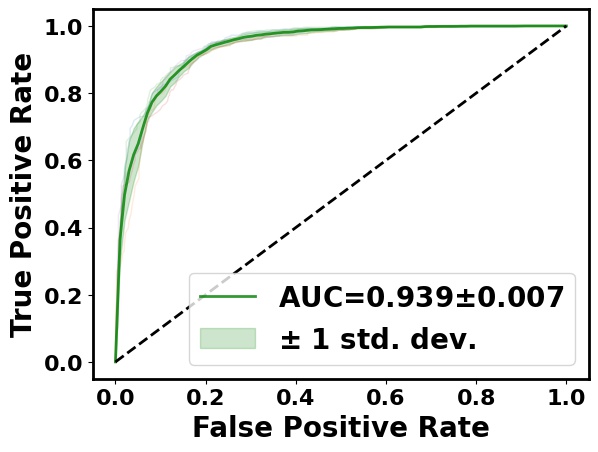 1.0
0.8
0.6
0.4
0.2
0.0
True Positive Rate
AUC=0.939±0.007
± 1 std. dev.
0.0 0.2 0.4 0.6 0.8 1.0
False Positive Rate